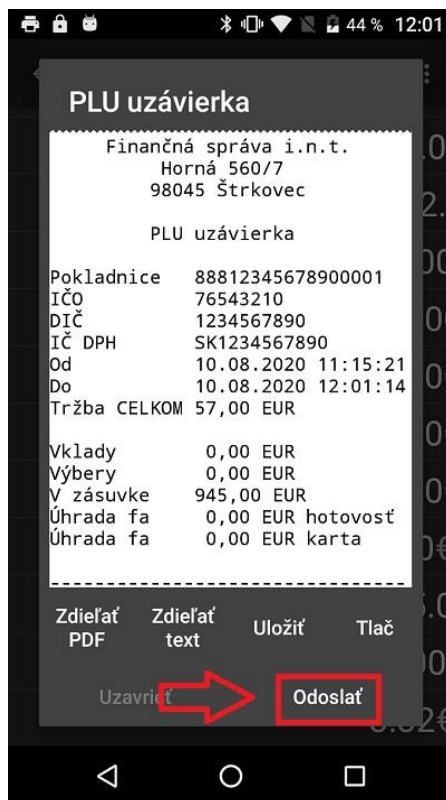 44 % 12:01
PLU uzávierka
Finančná správa i.n.t.
Horná 560/7
98045 Štrkovec
PLU uzávierka
Pokladnice 88812345678900001
IČO 76543210
DIČ 1234567890
IČ DPH SK1234567890
Od 10.08.2020 11:15:21
Do 10.08.2020 12:01:14
Tržba CELKOM 57,00 EUR
Vklady 0,00 EUR
Výbery 0,00 EUR
V zásuvke 945,00 EUR
Úhrada fa 0,00 EUR hotovosť
Úhrada fa 0,00 EUR karta
----------------------------------
Zdieľať PDF Zdieľať text Uložiť Tlač
Uzavrieť Odoslať